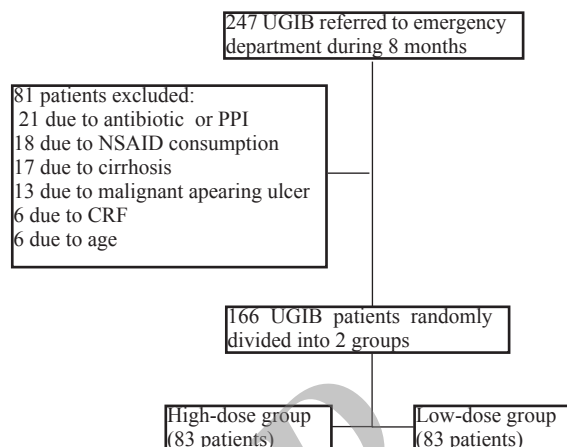 247 UGIB referred to emergency
department during 8 months
81 patients excluded:
21 due to antibiotic or PPI
18 due to NSAID consumption
17 due to cirrhosis
13 due to malignant apearing ulcer
6 due to CRF
6 due to age
166 UGIB patients randomly
divided into 2 groups
High-dose group
(83 patients)
Low-dose group
(83 patients)